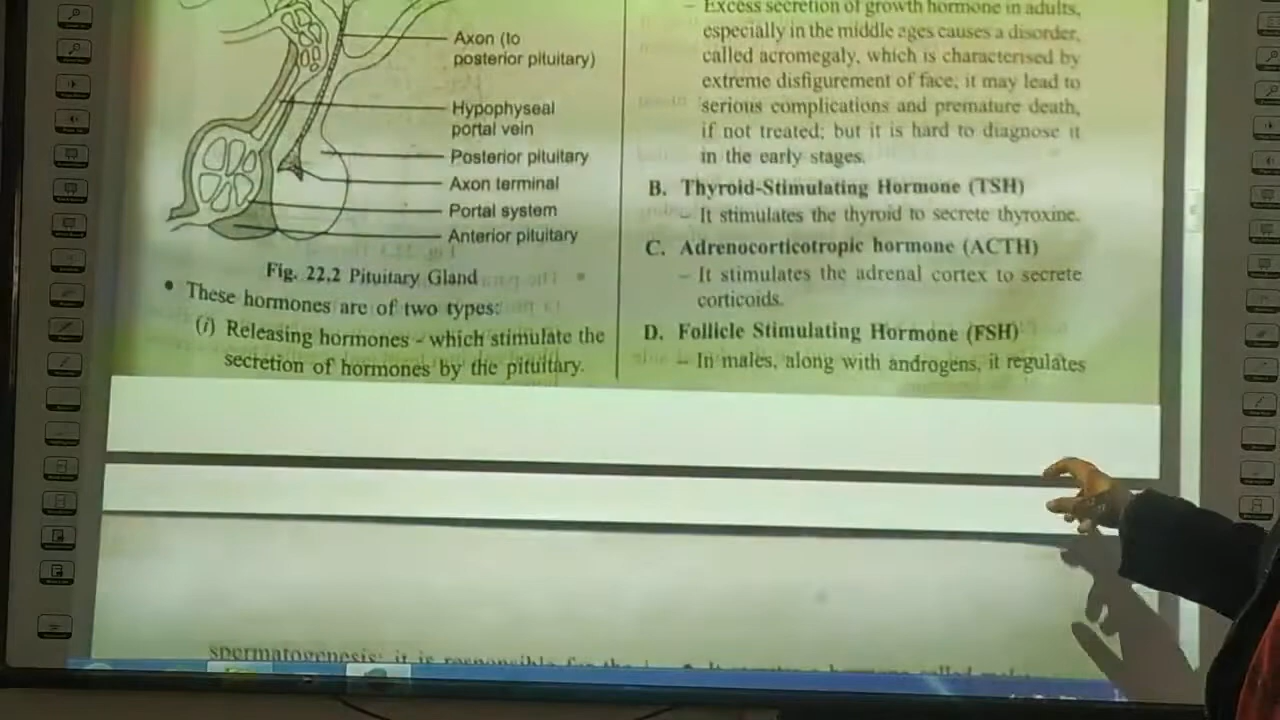 Axon (to
posterior pituitary)
Hypophyseal
portal vein
Posterior pituitary
Axon terminal
Portal system
Anterior pituitary
Fig. 22.2 Pituitary Gland
• These hormones are of two types:
(i) Releasing hormones - which stimulate the
secretion of hormones by the pituitary.
– Excess secretion of growth hormone in adults,
especially in the middle ages causes a disorder,
called acromegaly, which is characterised by
extreme disfigurement of face; it may lead to
serious complications and premature death,
if not treated; but it is hard to diagnose it
in the early stages.
B. Thyroid-Stimulating Hormone (TSH)
– It stimulates the thyroid to secrete thyroxine.
C. Adrenocorticotropic hormone (ACTH)
– It stimulates the adrenal cortex to secrete
corticoids.
D. Follicle Stimulating Hormone (FSH)
– In males, along with androgens, it regulates
spermatogenesis; it is responsible for the